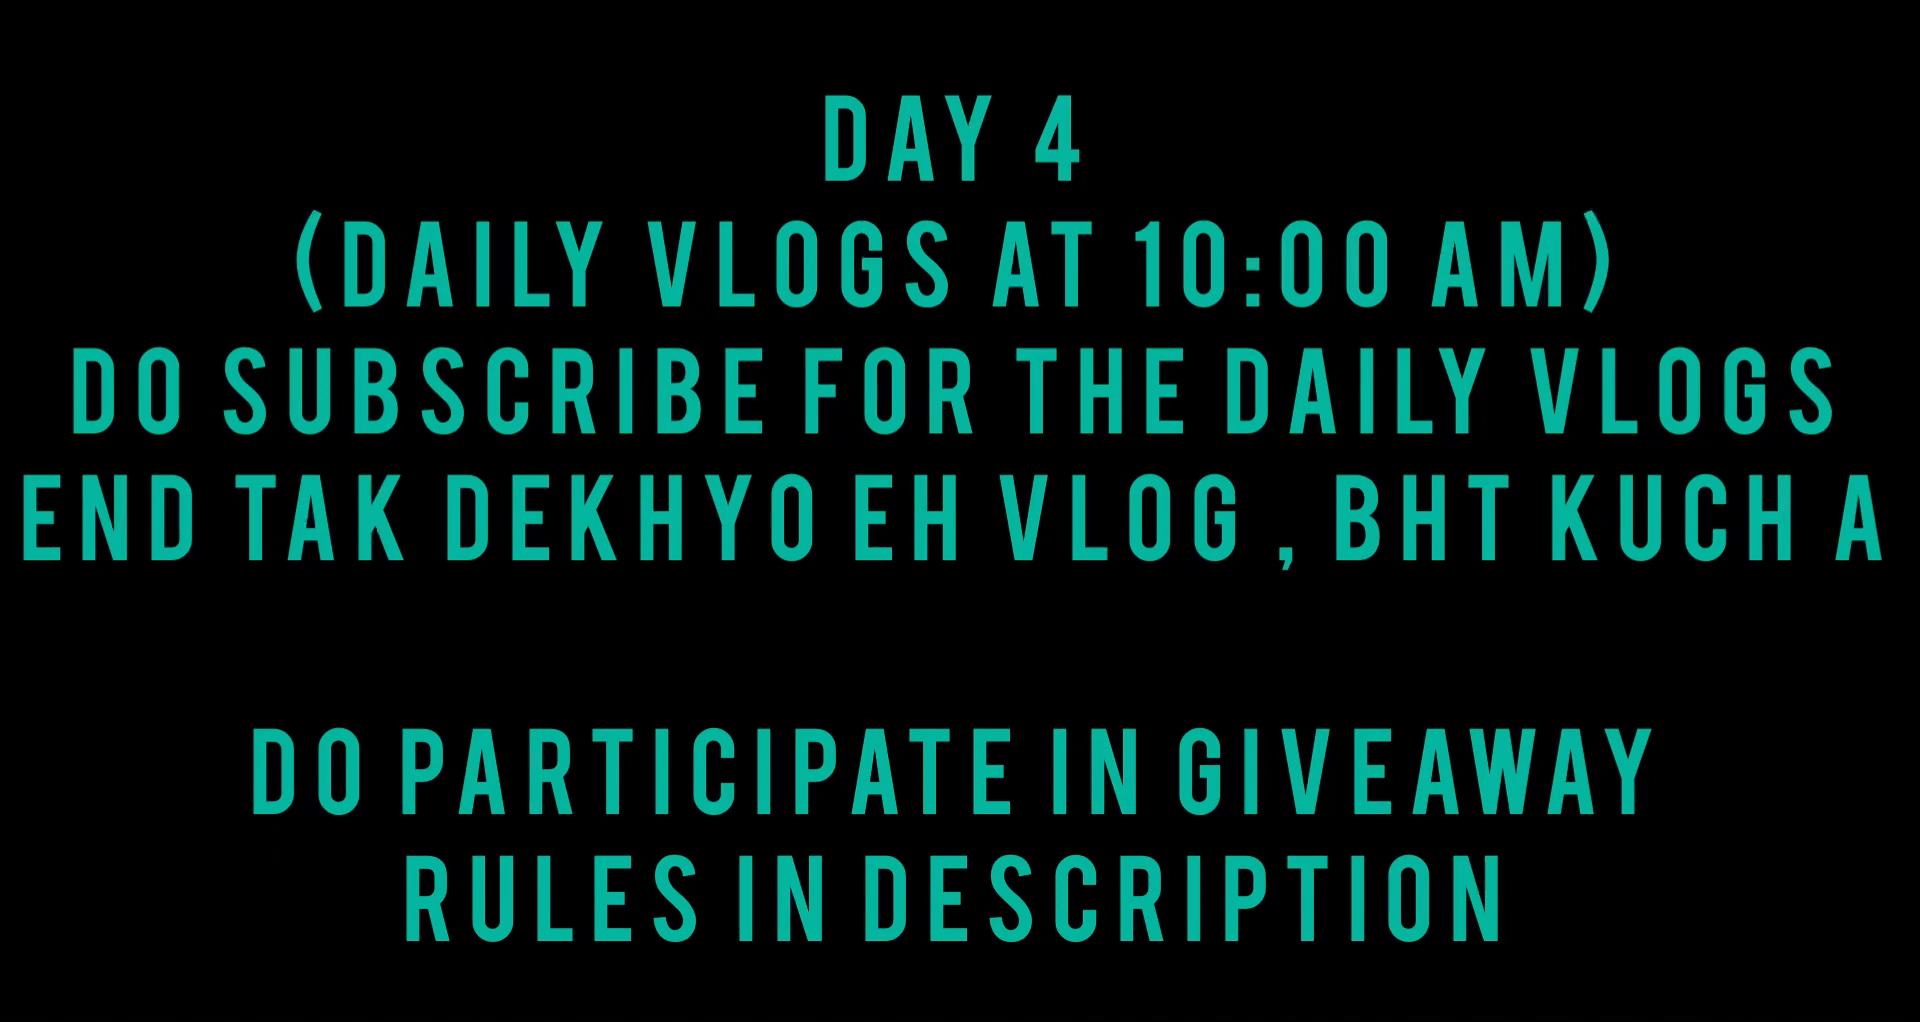 DAY 4
(DAILY VLOGS AT 10:00 AM)
DO SUBSCRIBE FOR THE DAILY VLOGS
END TAK DEKHYO EH VLOG , BHT KUCH A
DO PARTICIPATE IN GIVEAWAY
RULES IN DESCRIPTION